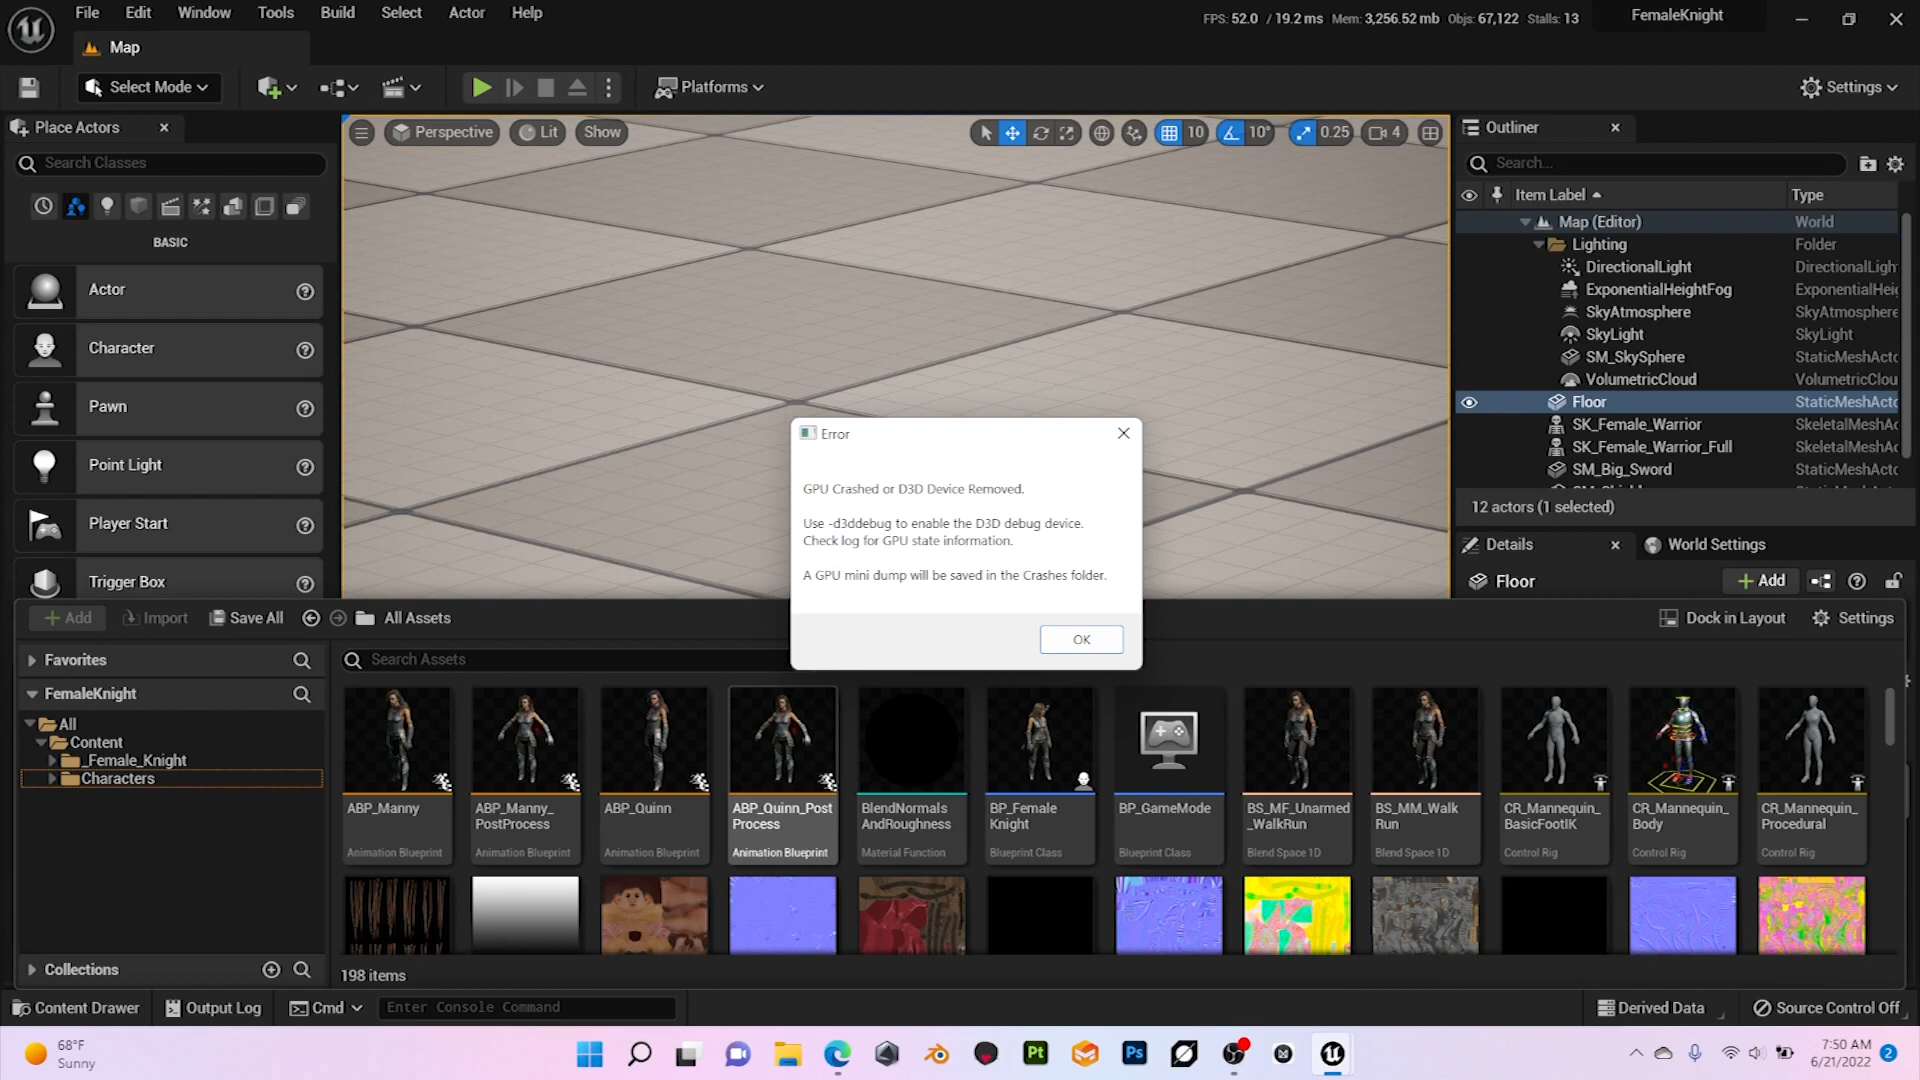 File Edit Window Tools Build Select Actor Help
FPS: 52.0 / 19.2 ms Mem: 3,256.52 mb Objs: 67,122 Stalls: 13
FemaleKnight
Map
Select Mode
Platforms
Settings
Place Actors
Search Classes
BASIC
Actor
Character
Pawn
Point Light
Player Start
Trigger Box
Perspective
Lit
Show
10
10°
0.25
4
Outliner
Search...
Item Label
Type
Map (Editor) World
Lighting Folder
DirectionalLight DirectionalLigh
ExponentialHeightFog ExponentialHeig
SkyAtmosphere SkyAtmosphere
SkyLight SkyLight
SM_SkySphere StaticMeshActo
VolumetricCloud VolumetricClou
Floor StaticMeshActo
SK_Female_Warrior SkeletalMeshAc
SK_Female_Warrior_Full SkeletalMeshAc
SM_Big_Sword StaticMeshActo
12 actors (1 selected)
Details
World Settings
Floor
Add
Error
GPU Crashed or D3D Device Removed.
Use -d3ddebug to enable the D3D debug device.
Check log for GPU state information.
A GPU mini dump will be saved in the Crashes folder.
OK
Add
Import
Save All
All Assets
Dock in Layout
Settings
Favorites
FemaleKnight
All
Content
_Female_Knight
Characters
Collections
Search Assets
ABP_Manny
Animation Blueprint
ABP_Manny_
PostProcess
Animation Blueprint
ABP_Quinn
Animation Blueprint
ABP_Quinn_Post
Process
Animation Blueprint
BlendNormals
AndRoughness
Material Function
BP_Female
Knight
Blueprint Class
BP_GameMode
Blueprint Class
BS_MF_Unarmed
_WalkRun
Blend Space 1D
BS_MM_Walk
Run
Blend Space 1D
CR_Mannequin_
BasicFootIK
Control Rig
CR_Mannequin_
Body
Control Rig
CR_Mannequin_
Procedural
Control Rig
198 items
Content Drawer
Output Log
Cmd
Enter Console Command
Derived Data
Source Control Off
68°F
Sunny
Pt
Ps
7:50 AM
6/21/2022
2